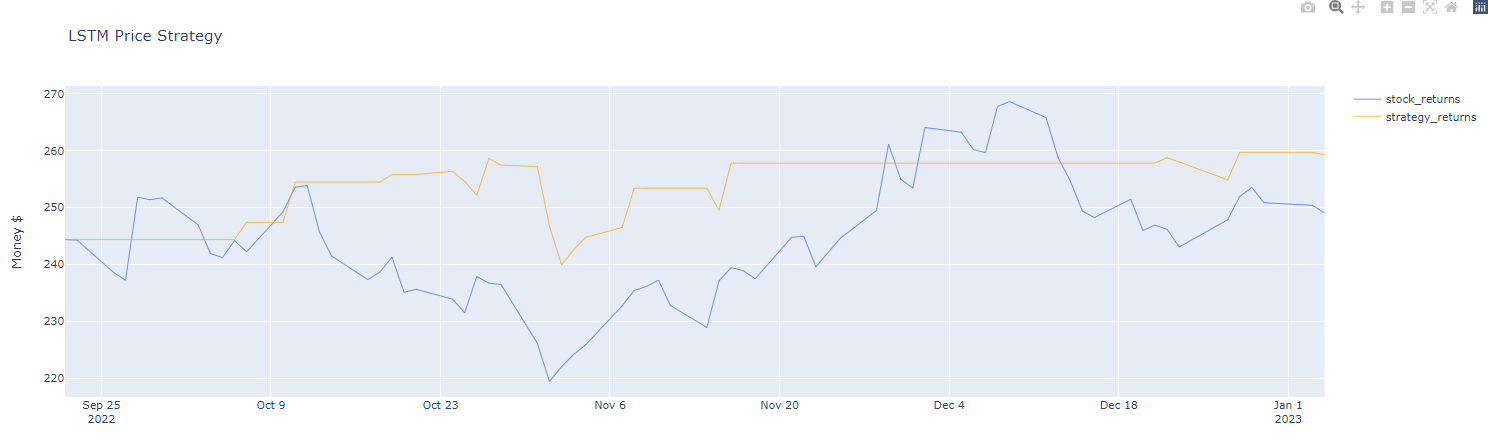 LSTM Price Strategy
Money $
270
260
250
240
230
220
Sep 25
2022
Oct 9
Oct 23
Nov 6
Nov 20
Dec 4
Dec 18
Jan 1
2023
stock_returns
strategy_returns